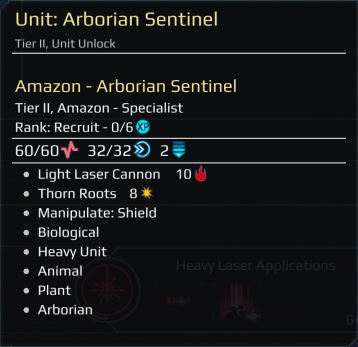 Unit: Arborian Sentinel
Tier II, Unit Unlock
Amazon - Arborian Sentinel
Tier II, Amazon - Specialist
Rank: Recruit - 0/6 XP
60/60 32/32 2
Light Laser Cannon 10
Thorn Roots 8
Manipulate: Shield
Biological
Heavy Unit
Animal
Heavy Laser Applications
Plant
Arborian
6